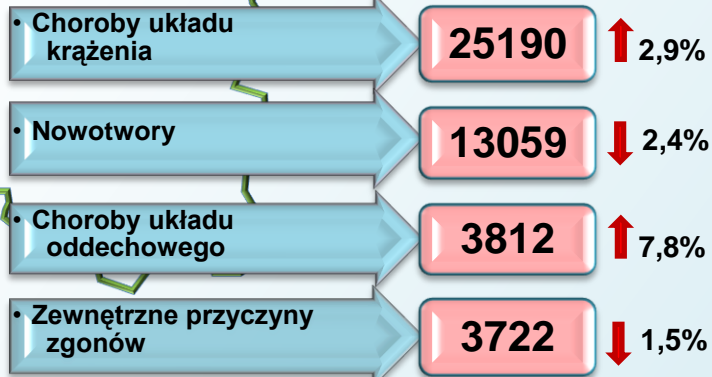 • Choroby układu
krążenia
25190
2,9%
• Nowotwory
13059
2,4%
• Choroby układu
oddechowego
3812
7,8%
• Zewnętrzne przyczyny
zgonów
3722
1,5%